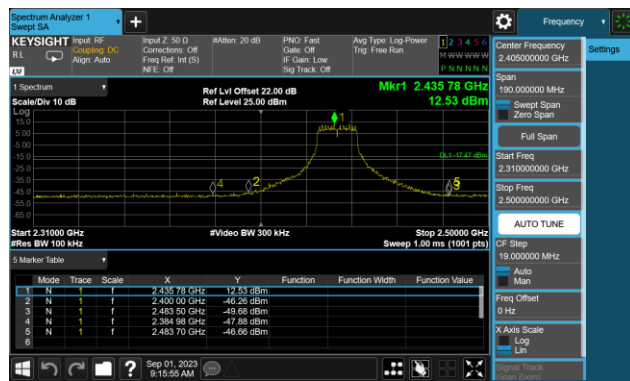 Spectrum Analyzer 1
Swept SA
+
Frequency
KEYSIGHT Input: RF Input Z: 50 Ω #Atten: 20 dB PNO: Fast Avg Type: Log-Power 1 2 3 4 5 6
R L Coupling: DC Corrections: Off Gate: Off Trig: Free Run M W W W W W
Align: Auto Freq Ref: Int (S) IF Gain: Low P N N N N N
NFE: Off Sig Track: Off
1 Spectrum
Scale/Div 10 dB
Ref Lvl Offset 22.00 dB
Ref Level 25.00 dBm
Mkr1 2.435 78 GHz
12.53 dBm
Log
15.0
5.00
-5.00
-15.0
-25.0
-35.0
-45.0
-55.0
-65.0
1
DL1 -17.47 dBm
4
2
Start 2.31000 GHz #Video BW 300 kHz Stop 2.50000 GHz
#Res BW 100 kHz Sweep 1.00 ms (1001 pts)
5 Marker Table
Mode Trace Scale X Y Function Function Width Function Value
1 N 1 f 2.435 78 GHz 12.53 dBm
2 N 1 f 2.400 00 GHz -46.26 dBm
3 N 1 f 2.483 50 GHz -49.68 dBm
4 N 1 f 2.384 98 GHz -47.88 dBm
5 N 1 f 2.483 70 GHz -46.66 dBm
6
Sep 01, 2023
9:15:55 AM
Center Frequency
2.405000000 GHz
Settings
Span
190.000000 MHz
Swept Span
Zero Span
Full Span
Start Freq
2.310000000 GHz
Stop Freq
2.500000000 GHz
AUTO TUNE
CF Step
19.000000 MHz
Auto
Man
Freq Offset
0 Hz
X Axis Scale
Log
Lin
Signal Track
(Span Zoom)